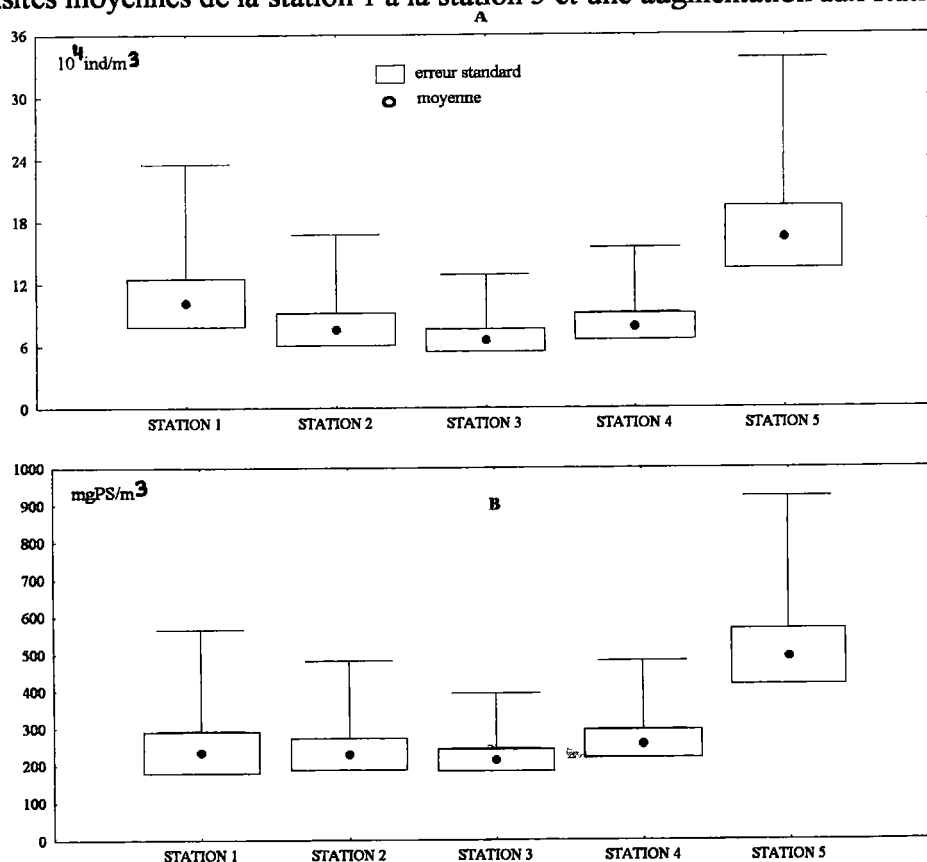 moyennes de la station 1 à la station 3 et une augmentation aux
A
10⁴ind/m3
erreur standard
moyenne
36
30
24
18
12
6
0
STATION 1 STATION 2 STATION 3 STATION 4 STATION 5
B
mgPS/m3
1000
900
800
700
600
500
400
300
200
100
0
STATION 1 STATION 2 STATION 3 STATION 4 STATION 5